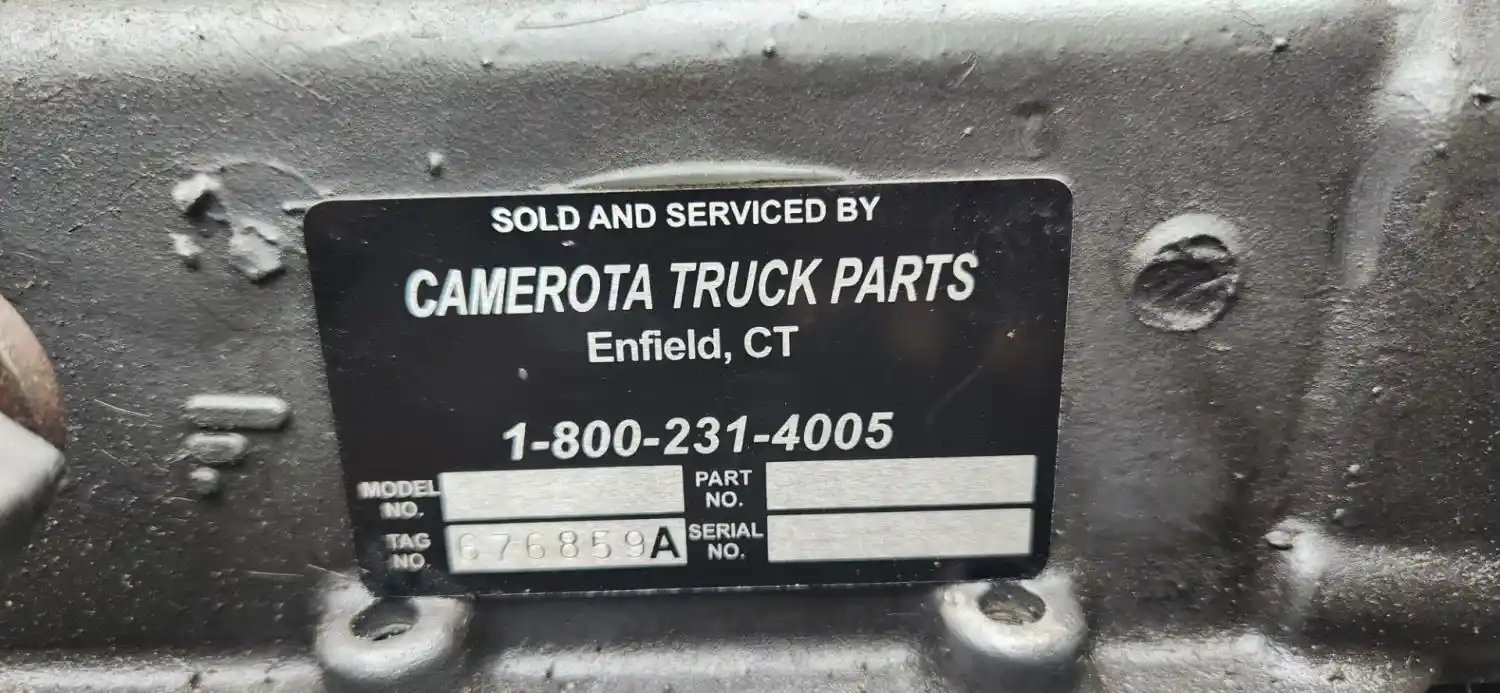 SOLD AND SERVICED BY
CAMEROTA TRUCK PARTS
Enfield, CT
1-800-231-4005
MODEL NO.
PART NO.
TAG NO. 676859A
SERIAL NO.